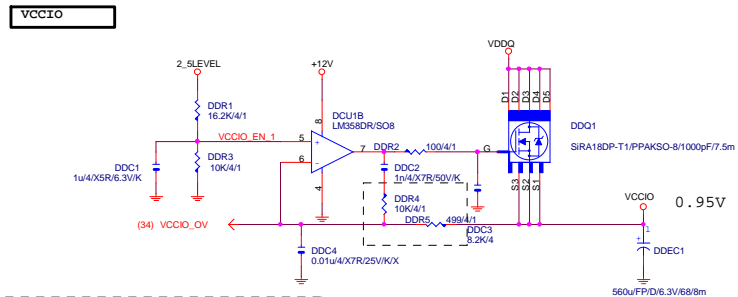 VCCIO
2_5LEVEL
+12V
VDDQ
D1
D2
D3
D4
D5
DDR1
16.2K/4/1
DCU1B
LM358DR/SO8
8
VCCIO_EN_1
5
+
6
-
7
4
DDR2
100/4/1
G
DDQ1
SiRA18DP-T1/PPAKSO-8/1000pF/7.5m
DDR3
10K/4/1
DDC1
1u/4/X5R/6.3V/K
DDC2
1n/4/X7R/50V/K
S3
S2
S1
DDR4
10K/4/1
(34) VCCIO_OV
DDR5
499/4/1
DDC3
8.2K/4
VCCIO
0.95V
1
+
DDEC1
DDC4
0.01u/4/X7R/25V/K/X
560u/FP/D/6.3V/68/8m